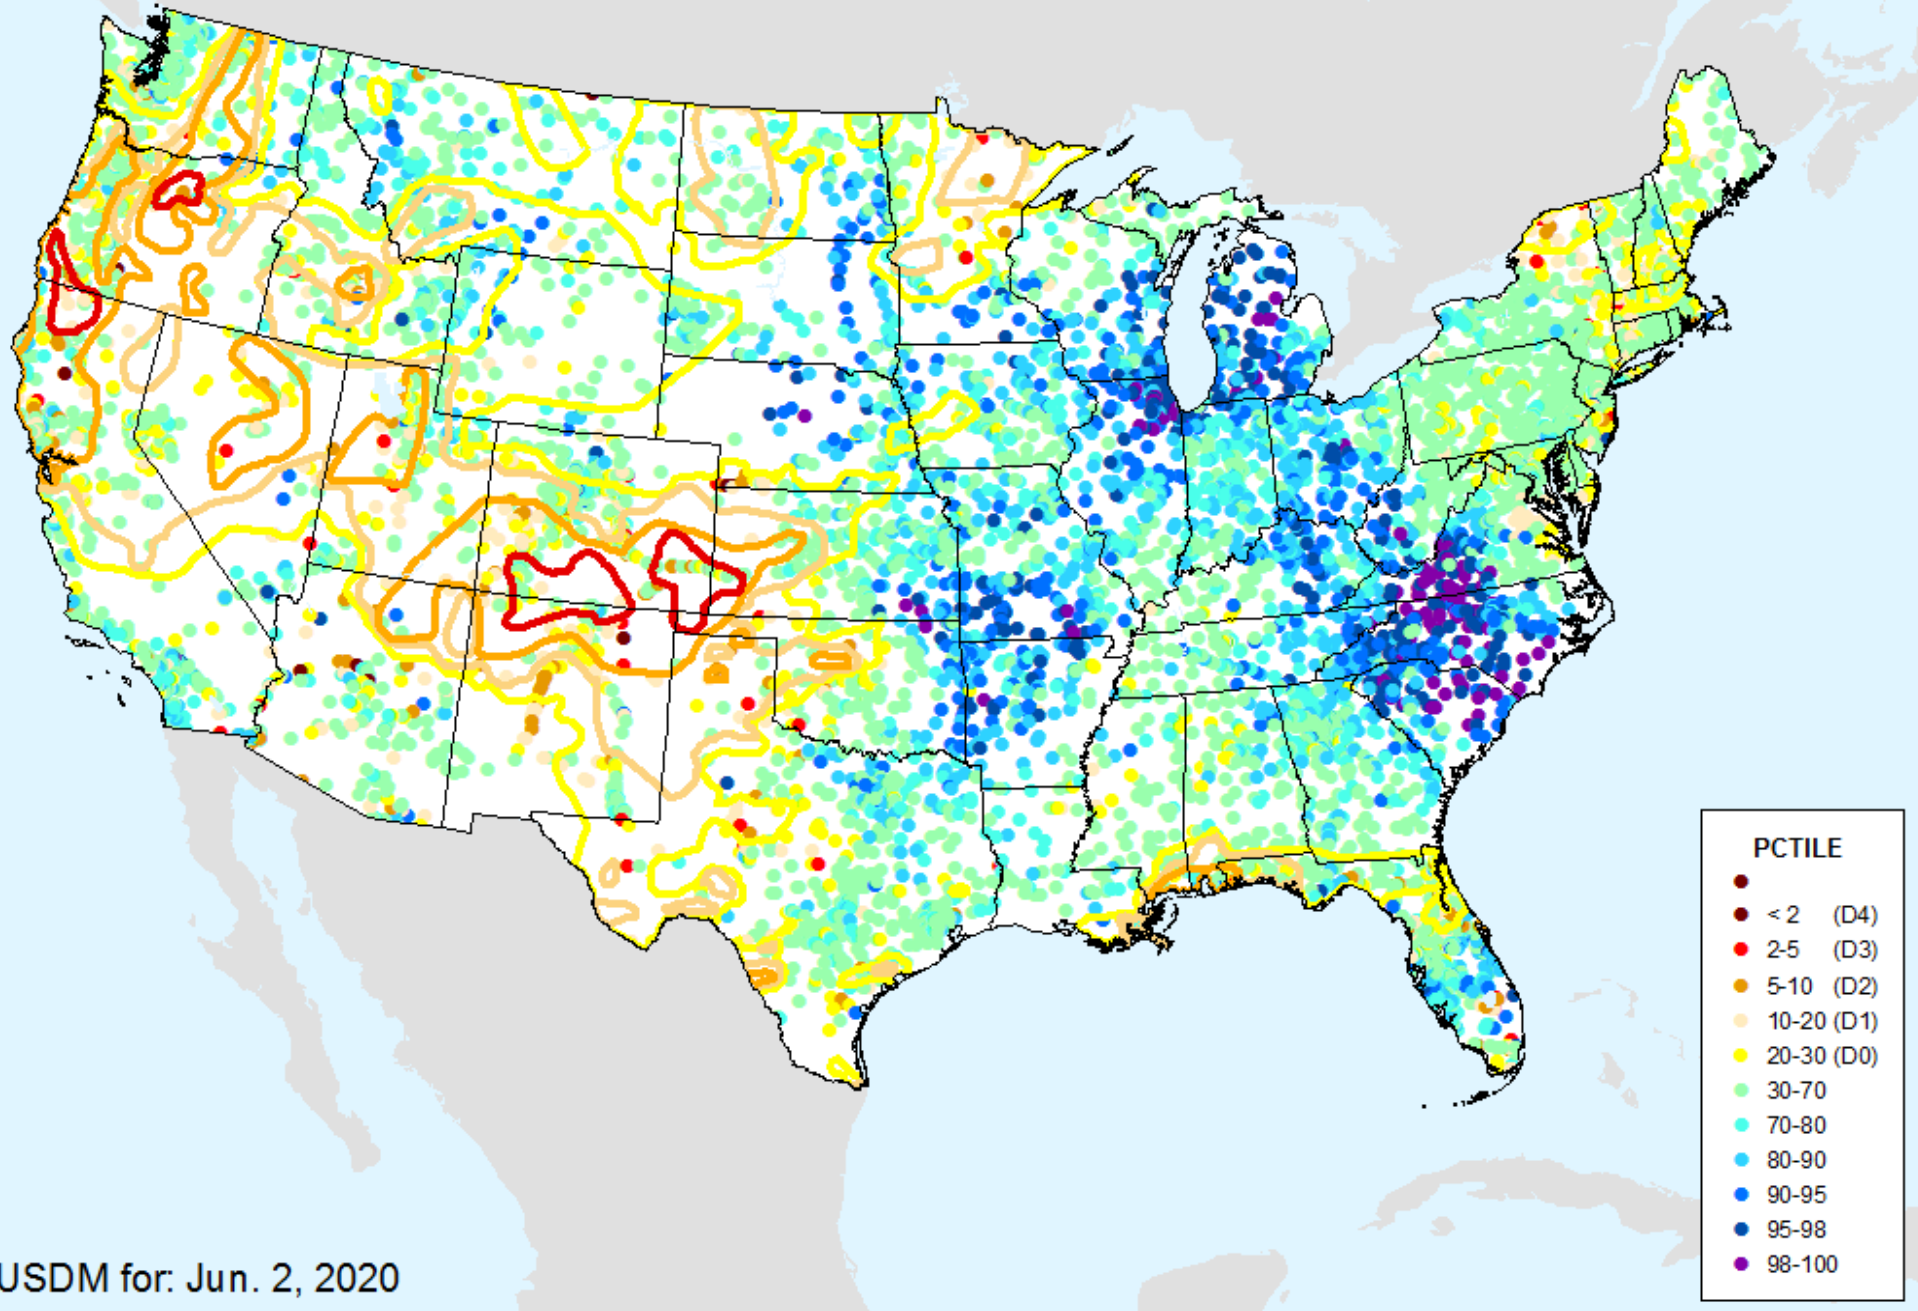 PCTILE
< 2 (D4)
2-5 (D3)
5-10 (D2)
10-20 (D1)
20-30 (D0)
30-70
70-80
80-90
90-95
95-98
98-100
USDM for: Jun. 2, 2020